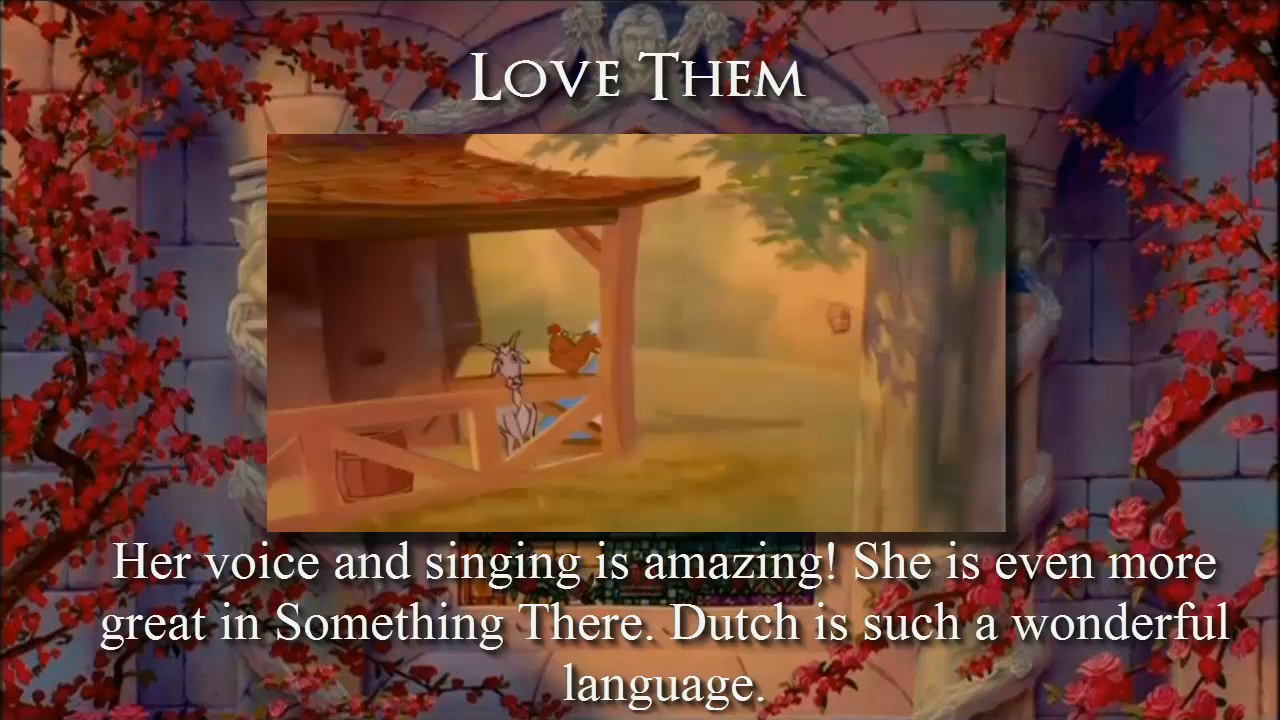 Love Them
Her voice and singing is amazing! She is even more
great in Something There. Dutch is such a wonderful
language.